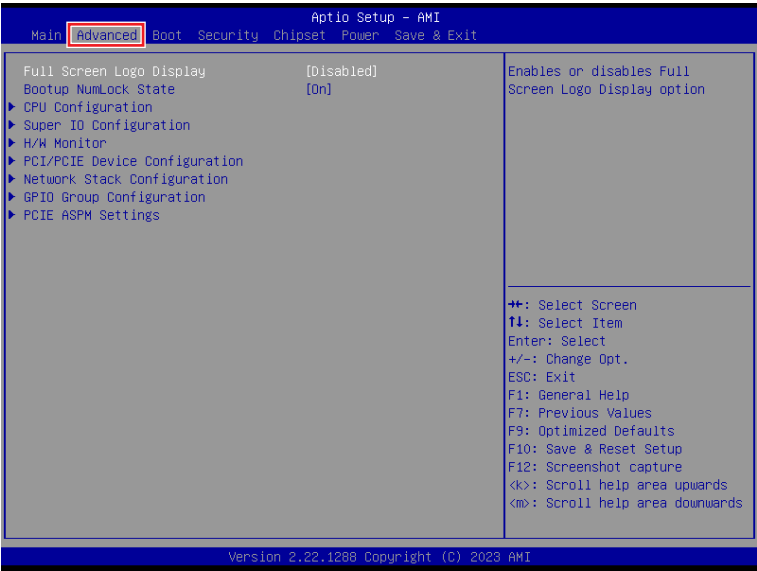 Aptio Setup – AMI
Main Advanced Boot Security Chipset Power Save & Exit
Full Screen Logo Display [Disabled]
Bootup NumLock State [On]
▶ CPU Configuration
▶ Super IO Configuration
▶ H/W Monitor
▶ PCI/PCIE Device Configuration
▶ Network Stack Configuration
▶ GPIO Group Configuration
▶ PCIE ASPM Settings
Enables or disables Full
Screen Logo Display option
→←: Select Screen
↑↓: Select Item
Enter: Select
+/-: Change Opt.
ESC: Exit
F1: General Help
F7: Previous Values
F9: Optimized Defaults
F10: Save & Reset Setup
F12: Screenshot capture
<k>: Scroll help area upwards
<m>: Scroll help area downwards
Version 2.22.1288 Copyright (C) 2023 AMI